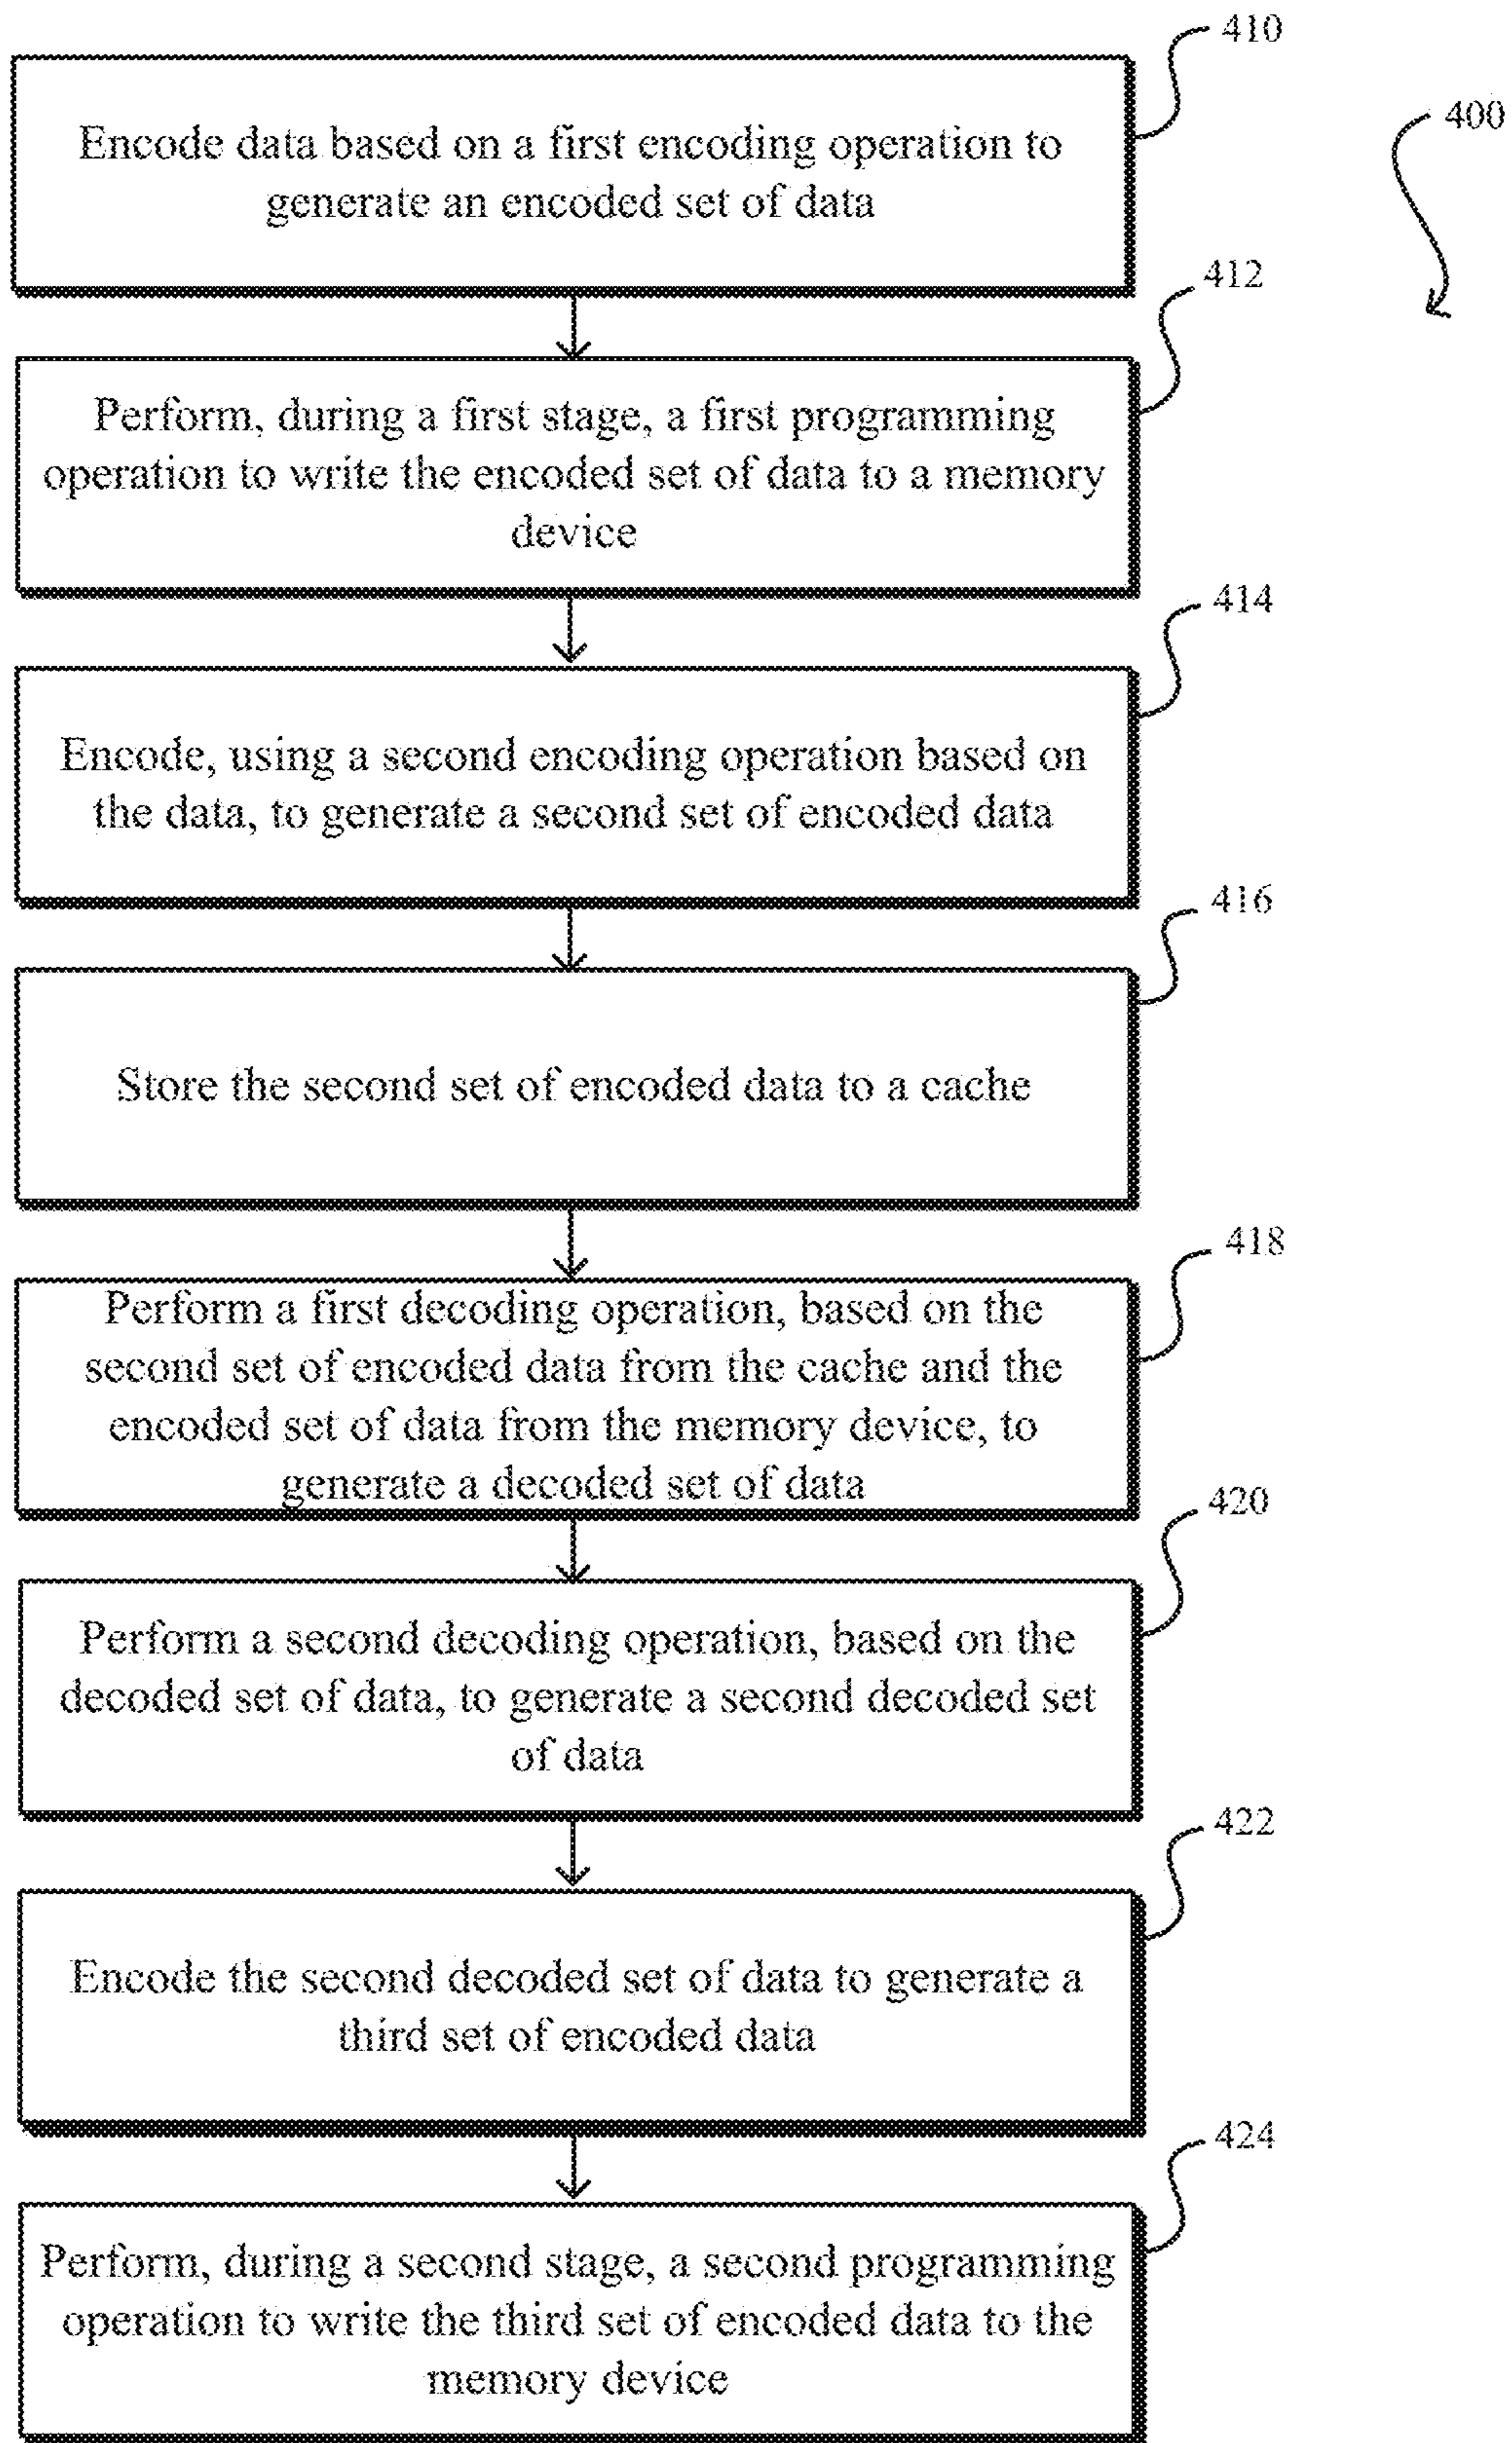 410
400
Encode data based on a first encoding operation to
generate an encoded set of data
412
Perform, during a first stage, a first programming
operation to write the encoded set of data to a memory
device
414
Encode, using a second encoding operation based on
the data, to generate a second set of encoded data
416
Store the second set of encoded data to a cache
418
Perform a first decoding operation, based on the
second set of encoded data from the cache and the
encoded set of data from the memory device, to
generate a decoded set of data
420
Perform a second decoding operation, based on the
decoded set of data, to generate a second decoded set
of data
422
Encode the second decoded set of data to generate a
third set of encoded data
424
Perform, during a second stage, a second programming
operation to write the third set of encoded data to the
memory device